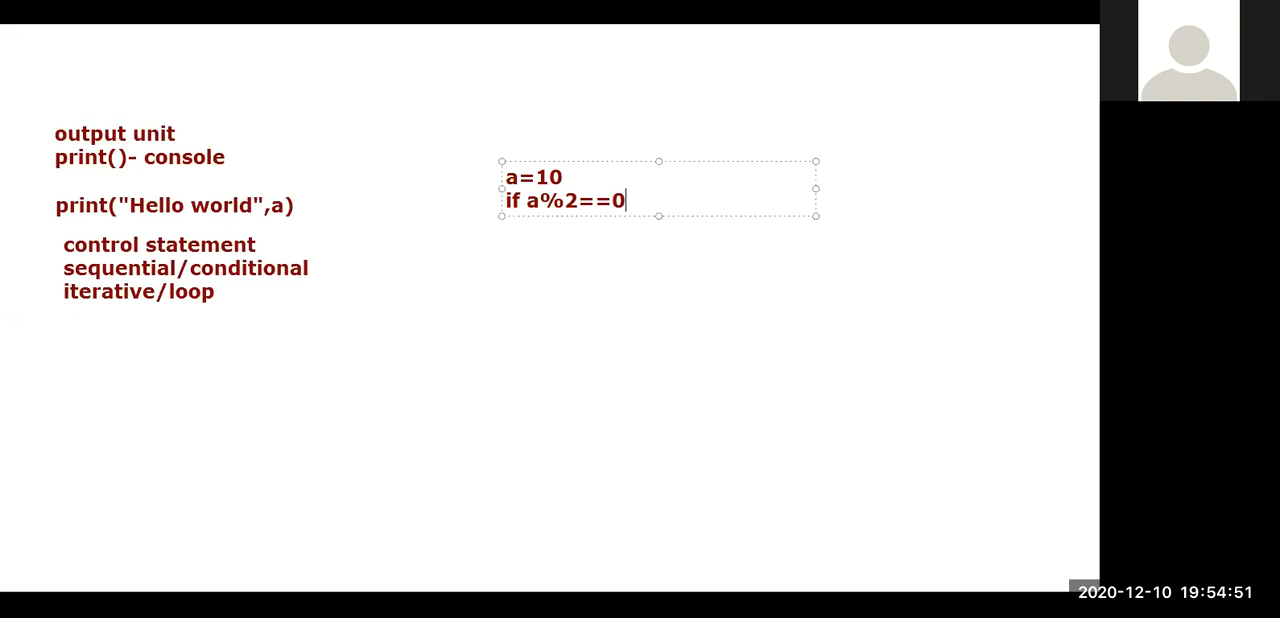 output unit
print()- console
print("Hello world",a)
control statement
sequential/conditional
iterative/loop
a=10
if a%2==0
2020-12-10 19:54:51